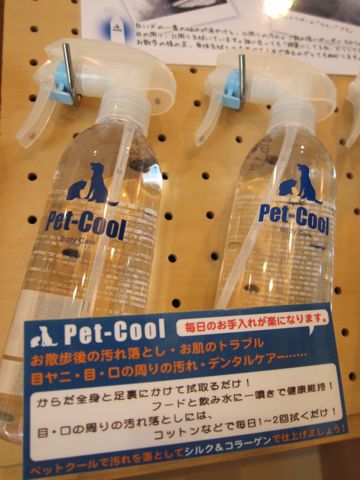 Pet-Cool
Body Care
Pet-Cool
Body Care
Pet-Cool
毎日のお手入れが楽になります。
お散歩後の汚れ落とし・お肌のトラブル
目ヤニ・目・口の周りの汚れ・デンタルケアー……
からだ全身と足裏にかけて拭取るだけ！
フードと飲み水に一噴きで健康維持！
目・口の周りの汚れ落としには、
コットンなどで毎日1〜2回拭くだけ！
ペットクールで汚れを落としてシルク＆コラーゲンで仕上げましょう！